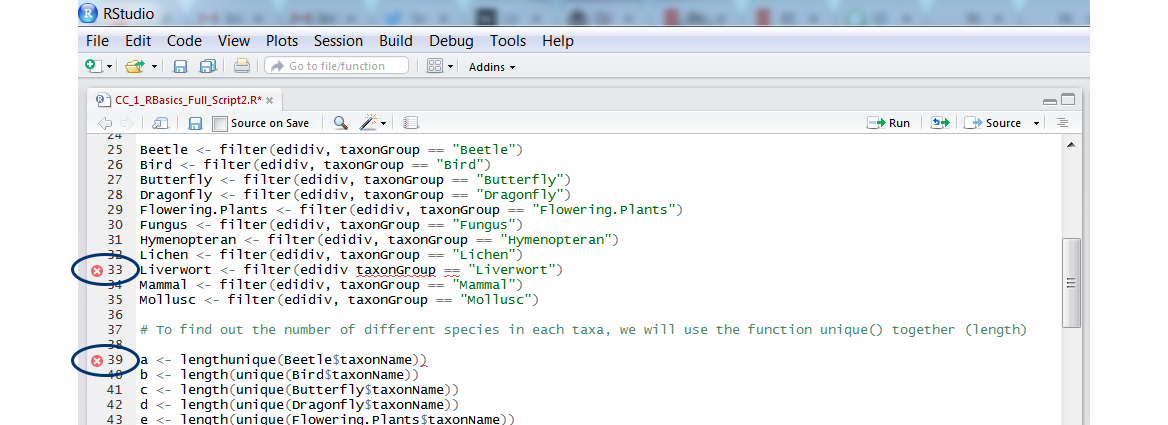 RStudio
File Edit Code View Plots Session Build Debug Tools Help
Go to file/function Addins
CC_1_RBasics_Full_Script2.R*
Source on Save Run Source
24
25 Beetle <- filter(edidiv, taxonGroup == "Beetle")
26 Bird <- filter(edidiv, taxonGroup == "Bird")
27 Butterfly <- filter(edidiv, taxonGroup == "Butterfly")
28 Dragonfly <- filter(edidiv, taxonGroup == "Dragonfly")
29 Flowering.Plants <- filter(edidiv, taxonGroup == "Flowering.Plants")
30 Fungus <- filter(edidiv, taxonGroup == "Fungus")
31 Hymenopteran <- filter(edidiv, taxonGroup == "Hymenopteran")
32 Lichen <- filter(edidiv, taxonGroup == "Lichen")
33 Liverwort <- filter(edidiv taxonGroup == "Liverwort")
34 Mammal <- filter(edidiv, taxonGroup == "Mammal")
35 Mollusc <- filter(edidiv, taxonGroup == "Mollusc")
36
37 # To find out the number of different species in each taxa, we will use the function unique() together (length)
38
39 a <- lengthunique(Beetle$taxonName))
40 b <- length(unique(Bird$taxonName))
41 c <- length(unique(Butterfly$taxonName))
42 d <- length(unique(Dragonfly$taxonName))
43 e <- length(unique(Flowering.Plants$taxonName))